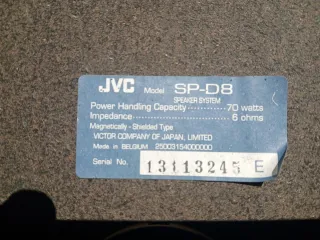 JVC Model SP-D8
SPEAKER SYSTEM
Power Handling Capacity············70 watts
Impedance····························6 ohms
Magnetically - Shielded Type
VICTOR COMPANY OF JAPAN, LIMITED
Made in BELGIUM 25003154000000
Serial No. 13113245 E